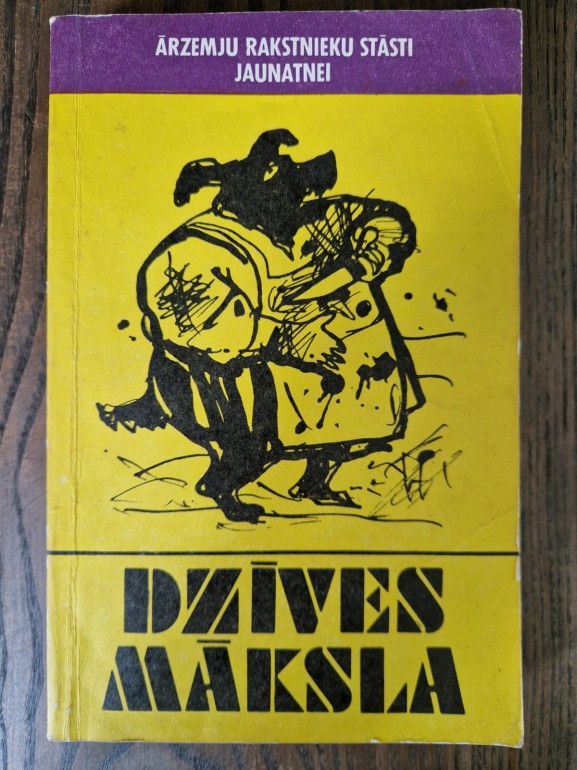 ĀRZEMJU RAKSTNIEKU STĀSTI
JAUNATNEI
DZĪVES
MĀKSLA